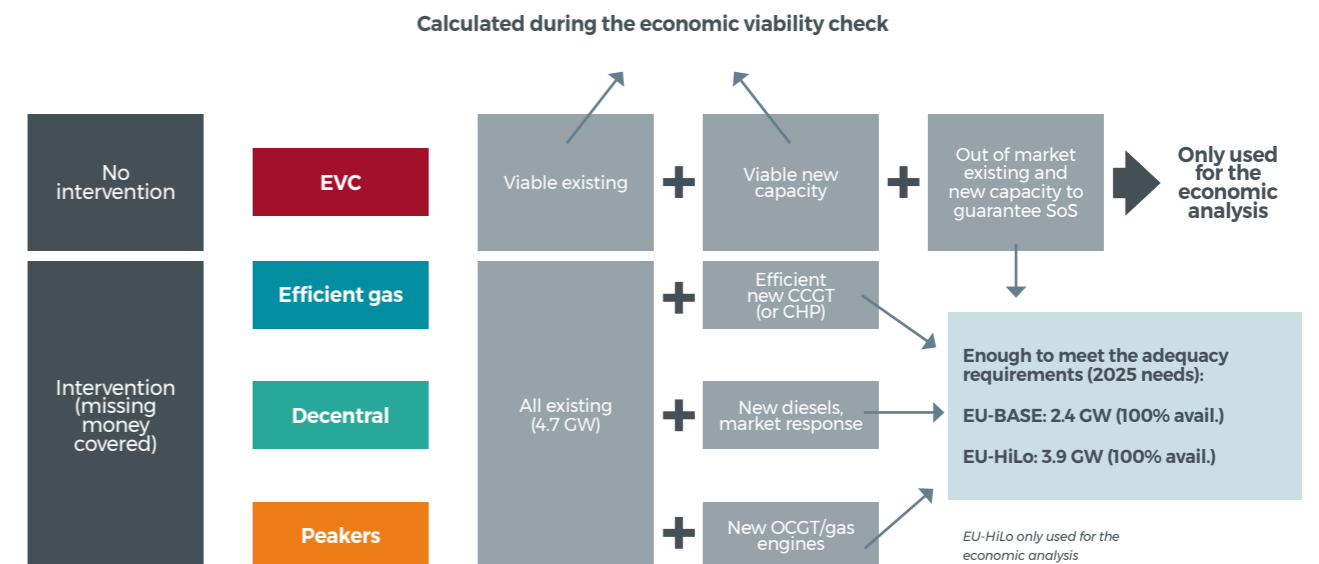 Calculated during the economic viability check
No
intervention
EVC
Viable existing
Viable new
capacity
Out of market
existing and
new capacity to
guarantee SoS
Only used
for the
economic
analysis
Intervention
(missing
money
covered)
Efficient gas
All existing
(4.7 GW)
Efficient
new CCGT
(or CHP)
Decentral
New diesels,
market response
Peakers
New OCGT/gas
engines
Enough to meet the adequacy
requirements (2025 needs):
EU-BASE: 2.4 GW (100% avail.)
EU-HiLo: 3.9 GW (100% avail.)
EU-HiLo only used for the
economic analysis